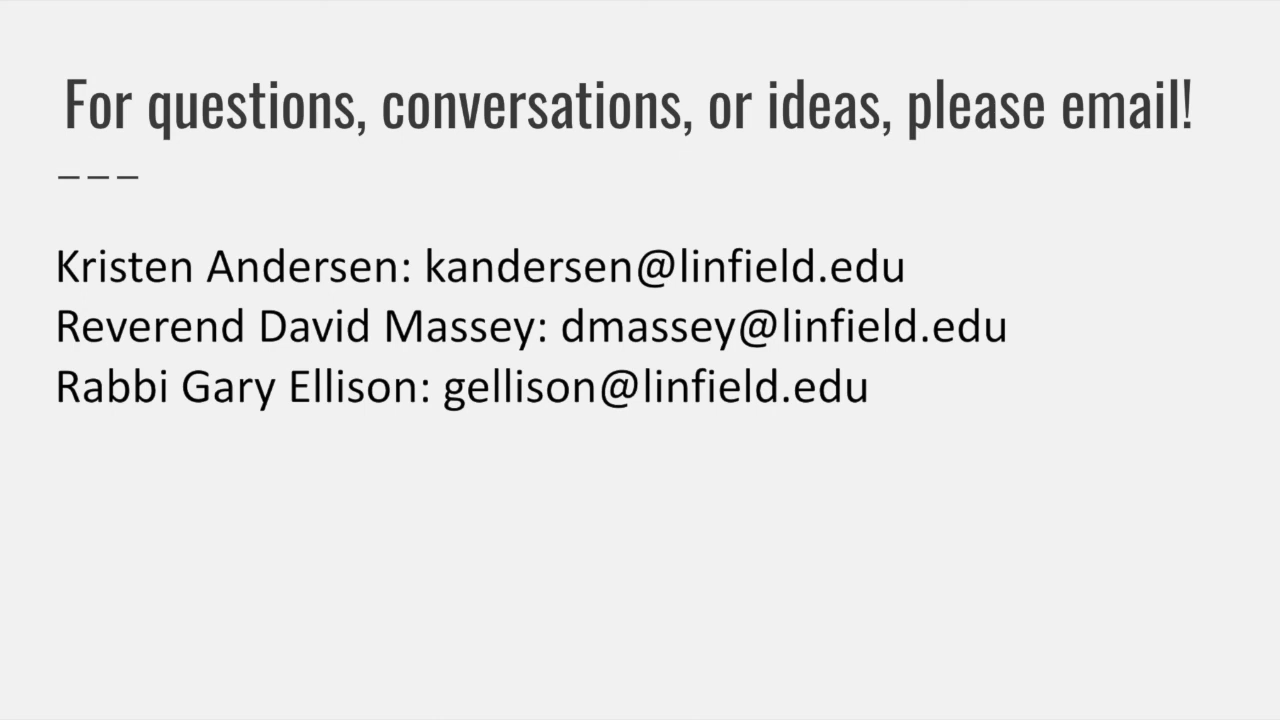 For questions, conversations, or ideas, please email!
Kristen Andersen: kandersen@linfield.edu
Reverend David Massey: dmassey@linfield.edu
Rabbi Gary Ellison: gellison@linfield.edu